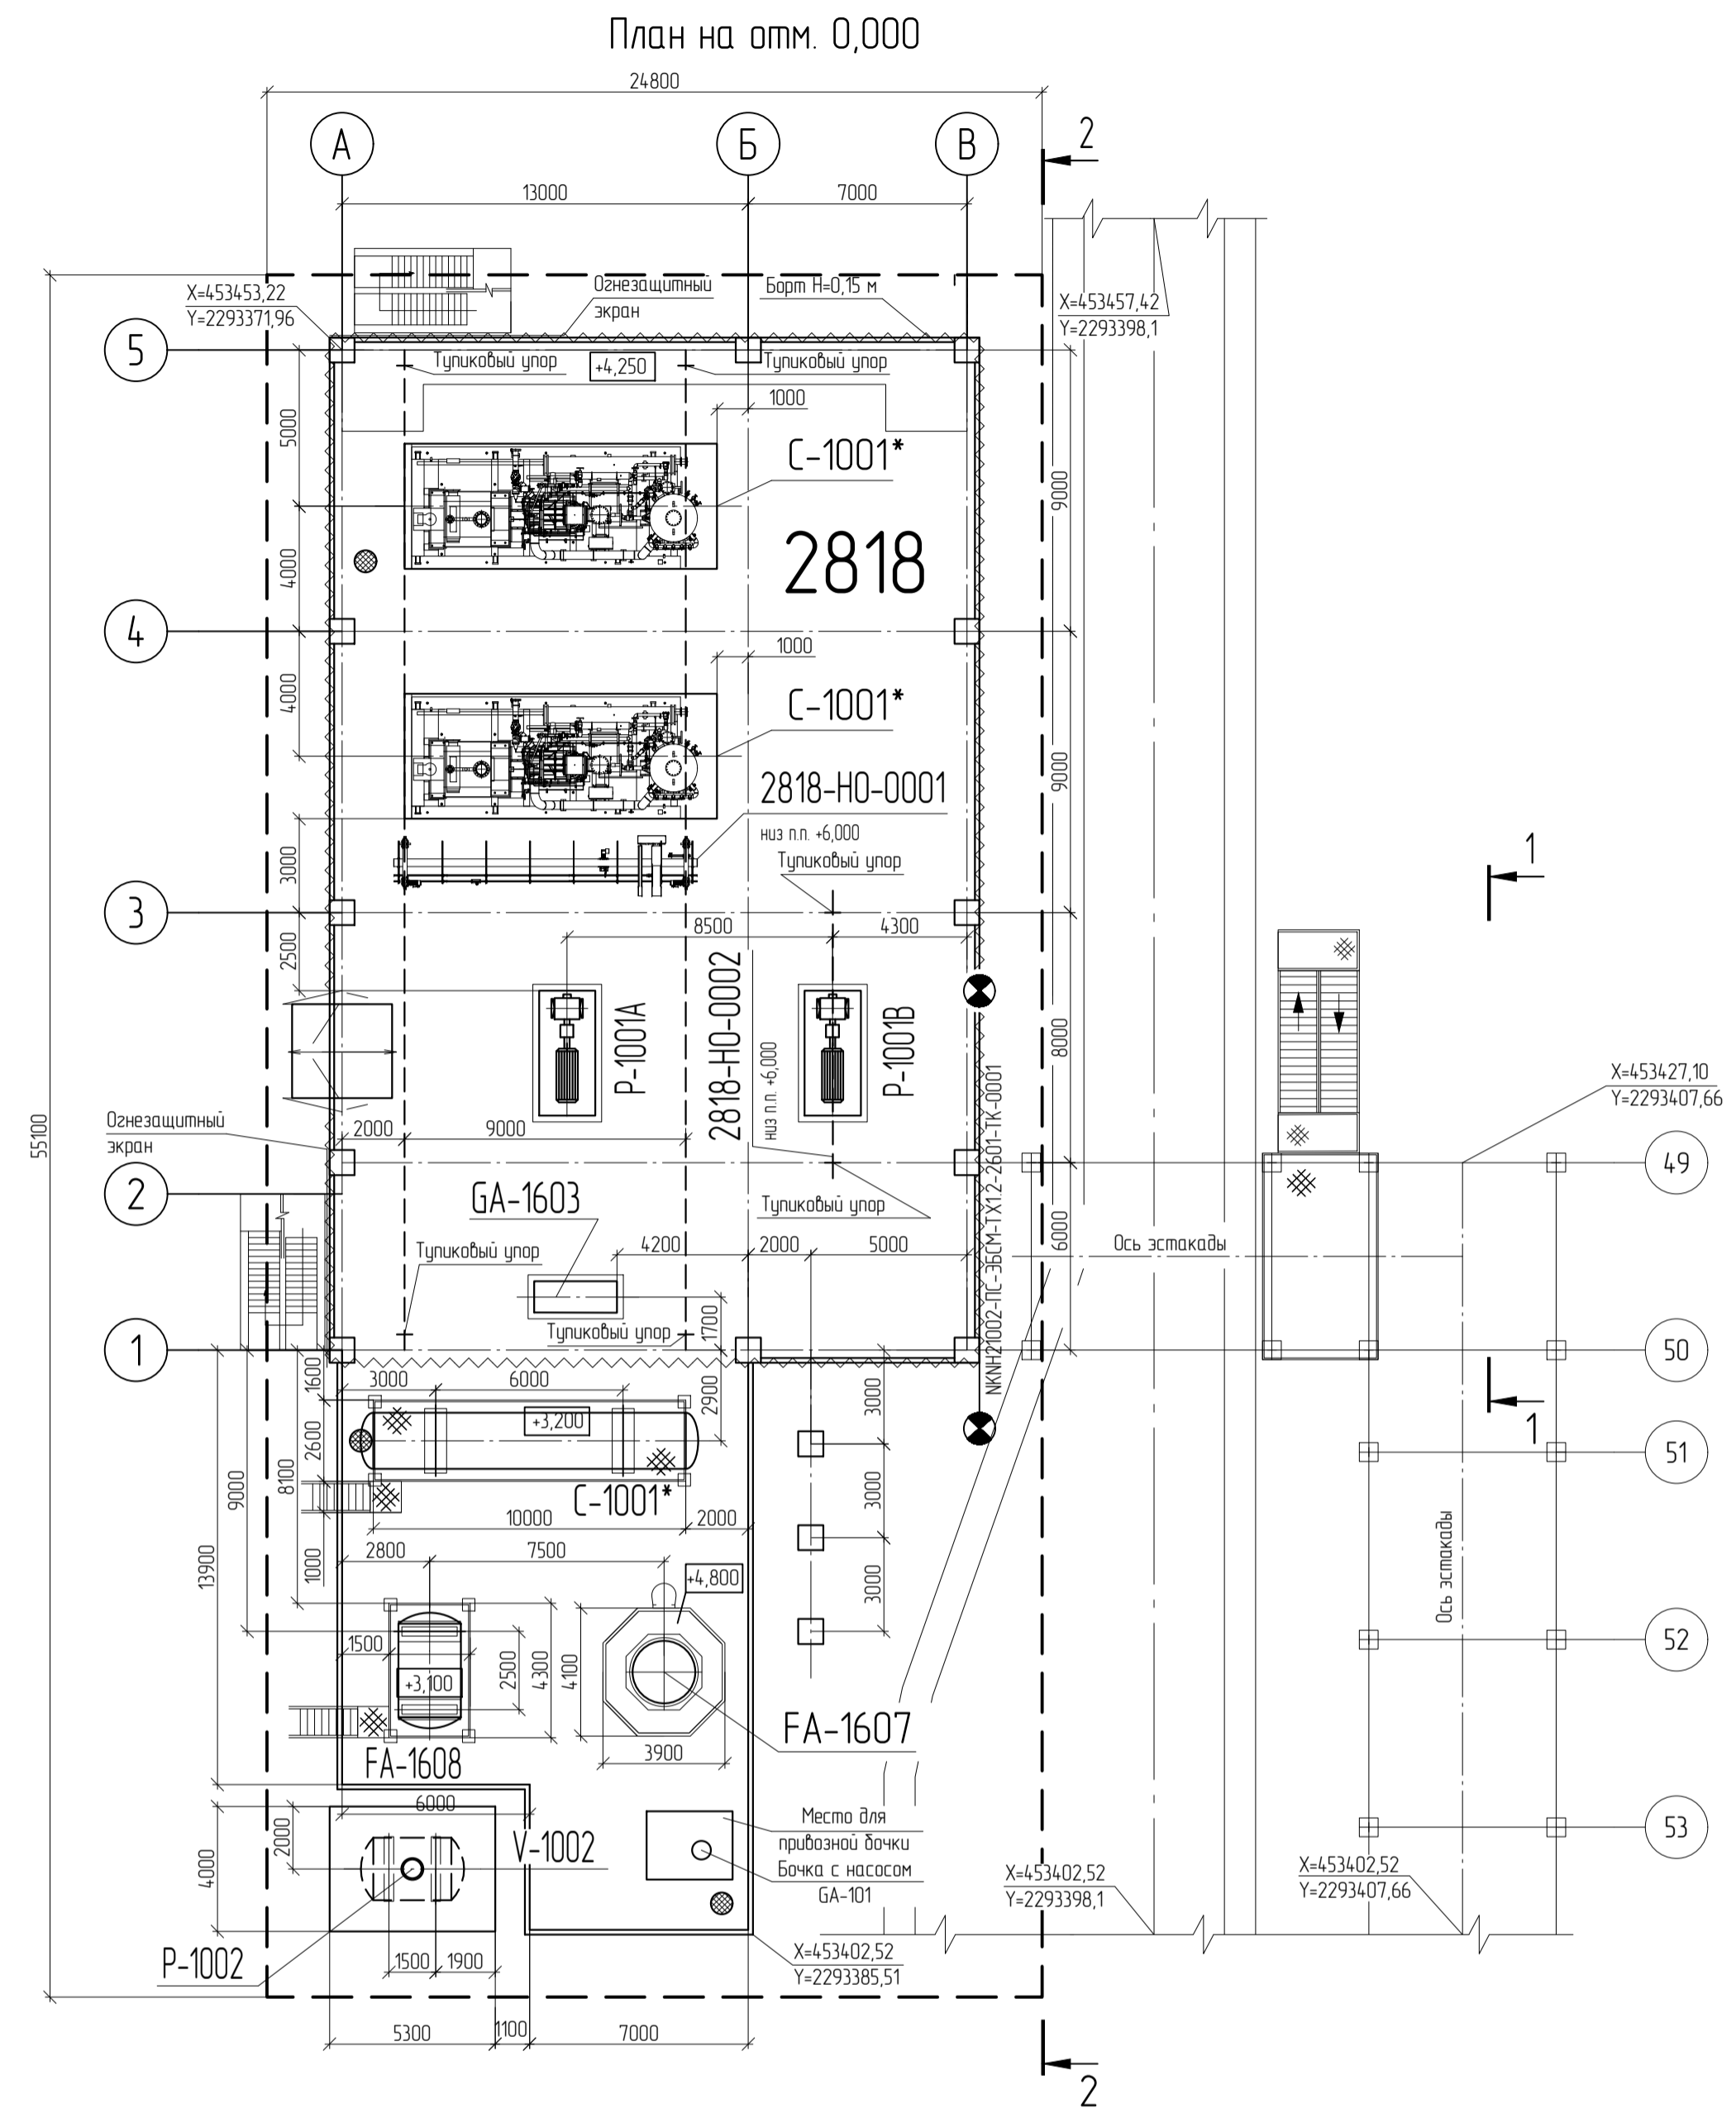 План на отм. 0,000
24800
А
Б
В
2
13000
7000
X=453453,22
Y=2293371,96
Огнезащитный
экран
Борт H=0,15 м
X=453457,42
Y=2293398,1
5
Тупиковый упор
+4,250
Тупиковый упор
1000
5000
C-1001*
9000
2818
4000
4
1000
4000
C-1001*
9000
2818-HO-0001
низ п.п. +6,000
Тупиковый упор
3000
1
3
8500
4300
2500
P-1001A
2818-HO-0002
низ п.п. +6,000
P-1001B
8000
X=453427,10
Y=2293407,66
55100
Огнезащитный
экран
2000
9000
NKNH21002-ПС-ЭБСМ-ТХ1.2-2601-ТК-0001
49
2
GA-1603
Тупиковый упор
6000
Ось эстакады
Тупиковый упор
4200
2000
5000
1700
Тупиковый упор
1
50
1600
3000
6000
2900
3000
+3,200
2600
1
51
9000
8100
C-1001*
3000
10000
2000
Ось эстакады
13900
1000
2800
7500
+4,800
3000
52
1500
+3,100
2500
4300
4100
FA-1607
3900
FA-1608
6000
4000
2000
V-1002
Место для
привозной бочки
Бочка с насосом
GA-101
53
X=453402,52
Y=2293398,1
X=453402,52
Y=2293407,66
P-1002
1500
1900
X=453402,52
Y=2293385,51
5300
1100
7000
2